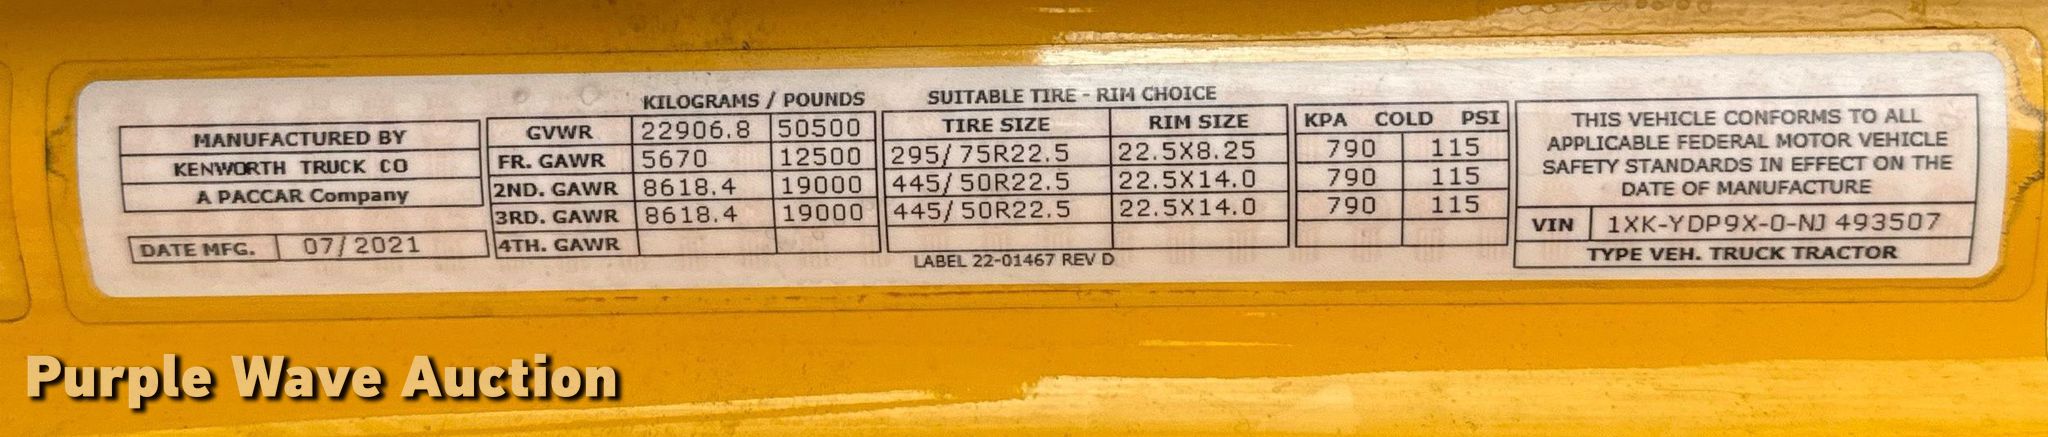 KILOGRAMS / POUNDS SUITABLE TIRE - RIM CHOICE
MANUFACTURED BY
KENWORTH TRUCK CO
A PACCAR Company
DATE MFG. 07/2021
GVWR 22906.8 50500 TIRE SIZE RIM SIZE KPA COLD PSI
FR. GAWR 5670 12500 295/75R22.5 22.5X8.25 790 115
2ND. GAWR 8618.4 19000 445/50R22.5 22.5X14.0 790 115
3RD. GAWR 8618.4 19000 445/50R22.5 22.5X14.0 790 115
4TH. GAWR
LABEL 22-01467 REV D
THIS VEHICLE CONFORMS TO ALL
APPLICABLE FEDERAL MOTOR VEHICLE
SAFETY STANDARDS IN EFFECT ON THE
DATE OF MANUFACTURE
VIN 1XK-YDP9X-0-NJ 493507
TYPE VEH. TRUCK TRACTOR
Purple Wave Auction